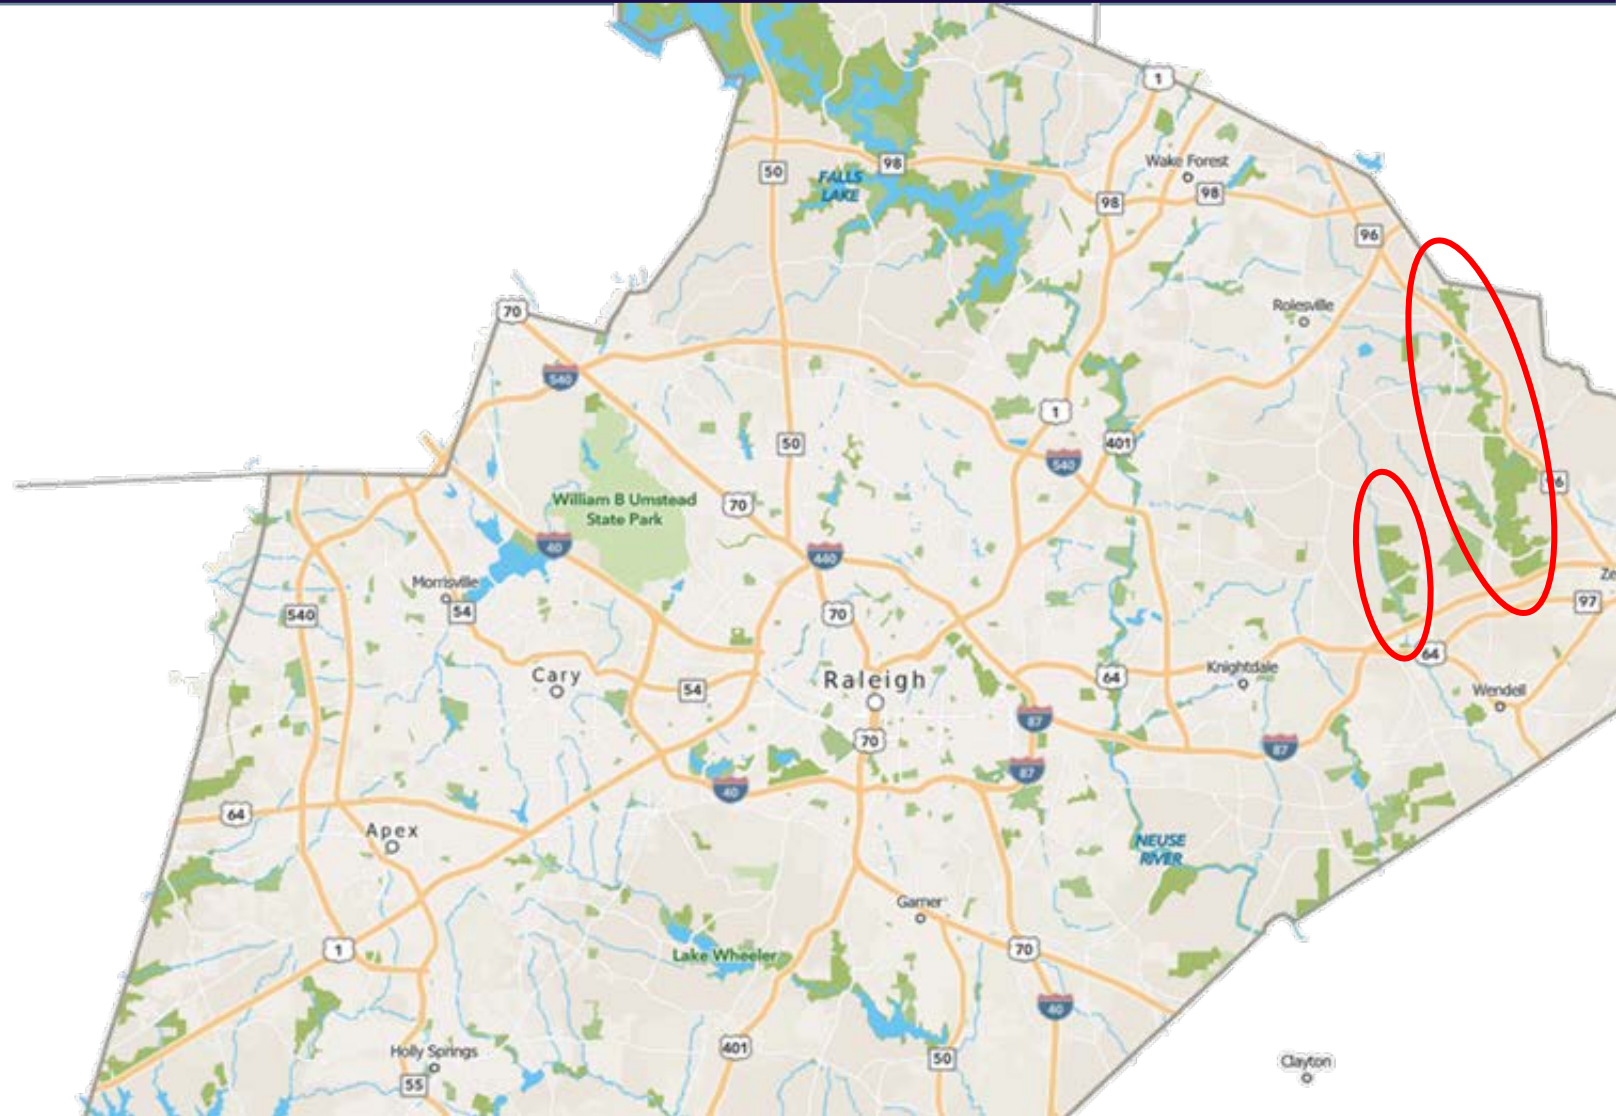 1
98
Wake Forest
50
FALLS
LAKE
98
98
96
70
Rolesville
540
1
50
401
540
96
William B Umstead
State Park
70
40
440
Ze
Morrisville
54
540
70
97
64
Knightdale
64
Cary
54
Raleigh
Wendell
87
70
87
87
40
64
Apex
NEUSE
RIVER
Garner
1
Lake Wheeler
70
40
Holly Springs
401
50
Clayton
55